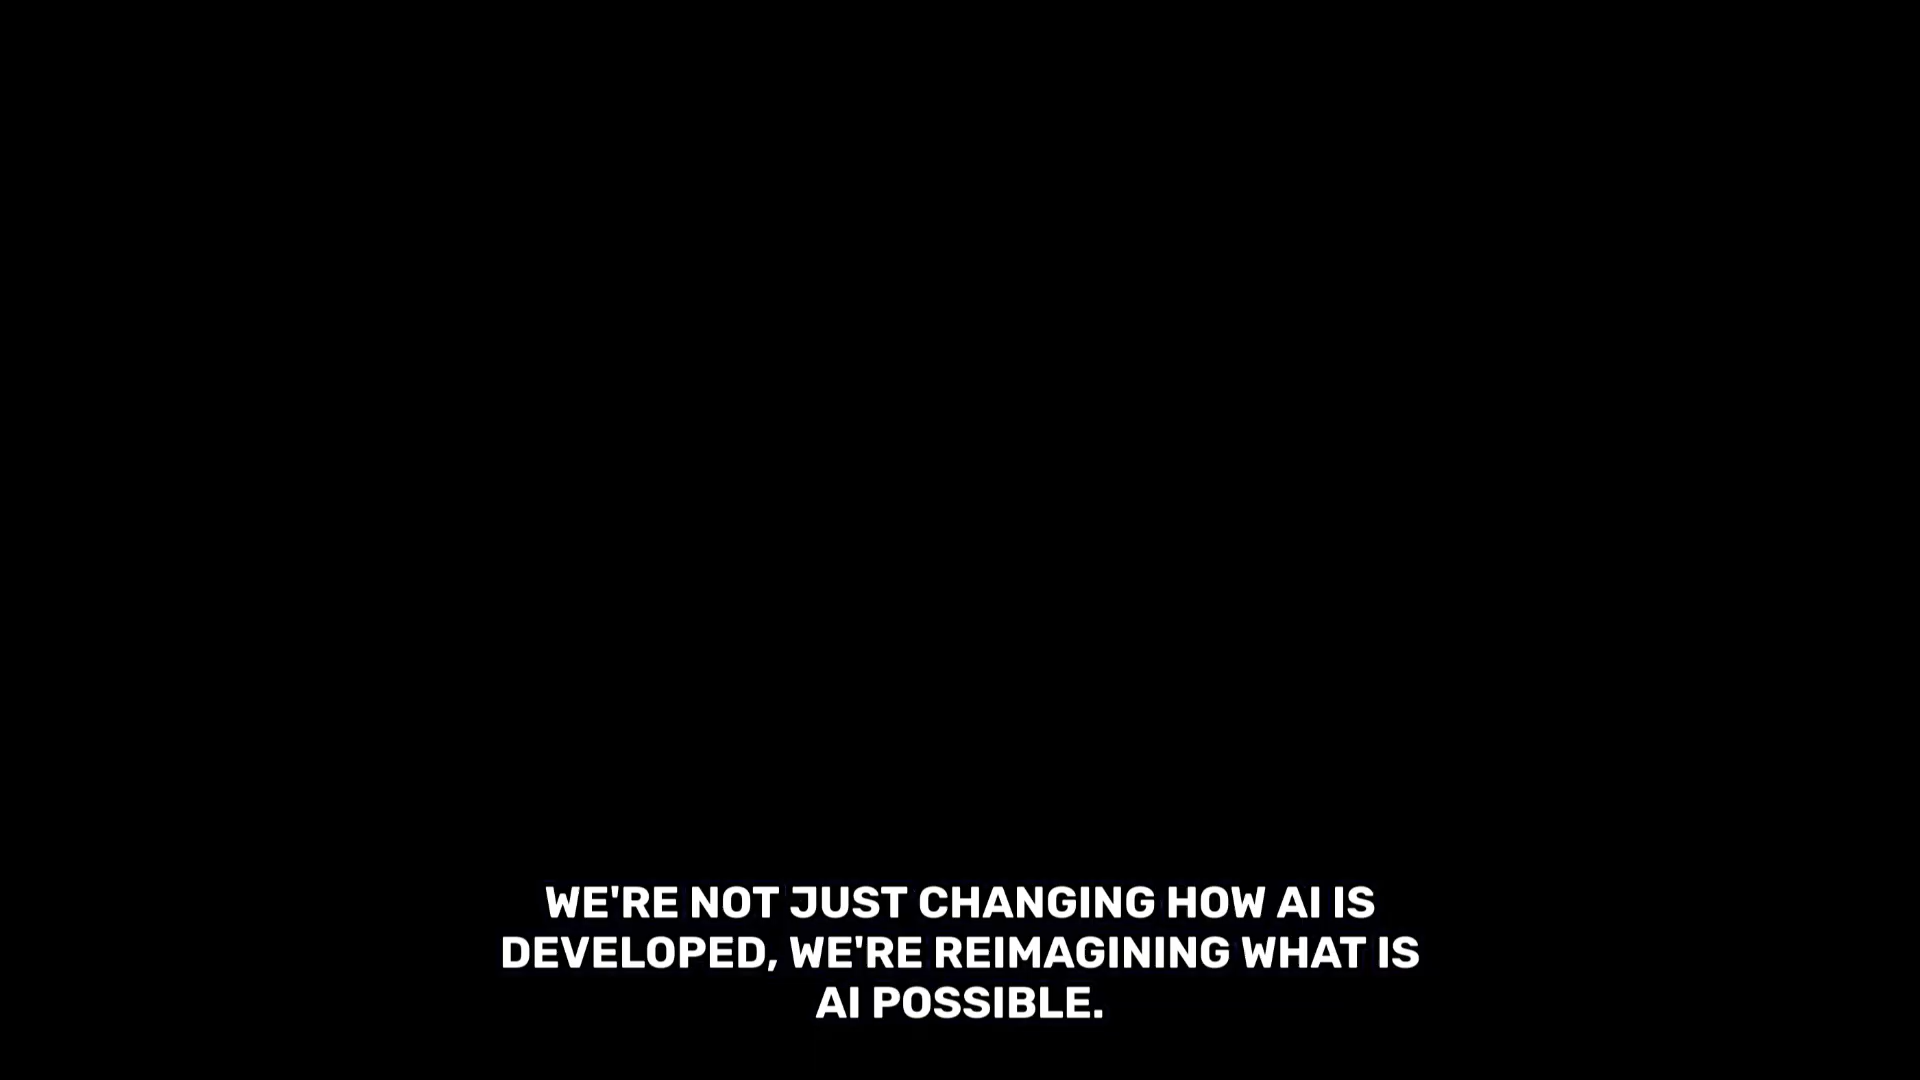 WE'RE NOT JUST CHANGING HOW AI IS
DEVELOPED, WE'RE REIMAGINING WHAT IS
AI POSSIBLE.